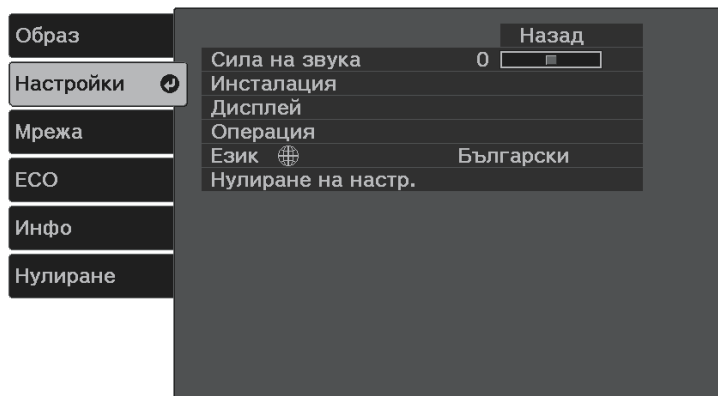 Образ
Настройки
Мрежа
ECO
Инфо
Нулиране
Назад
Сила на звука 0
Инсталация
Дисплей
Операция
Език Български
Нулиране на настр.